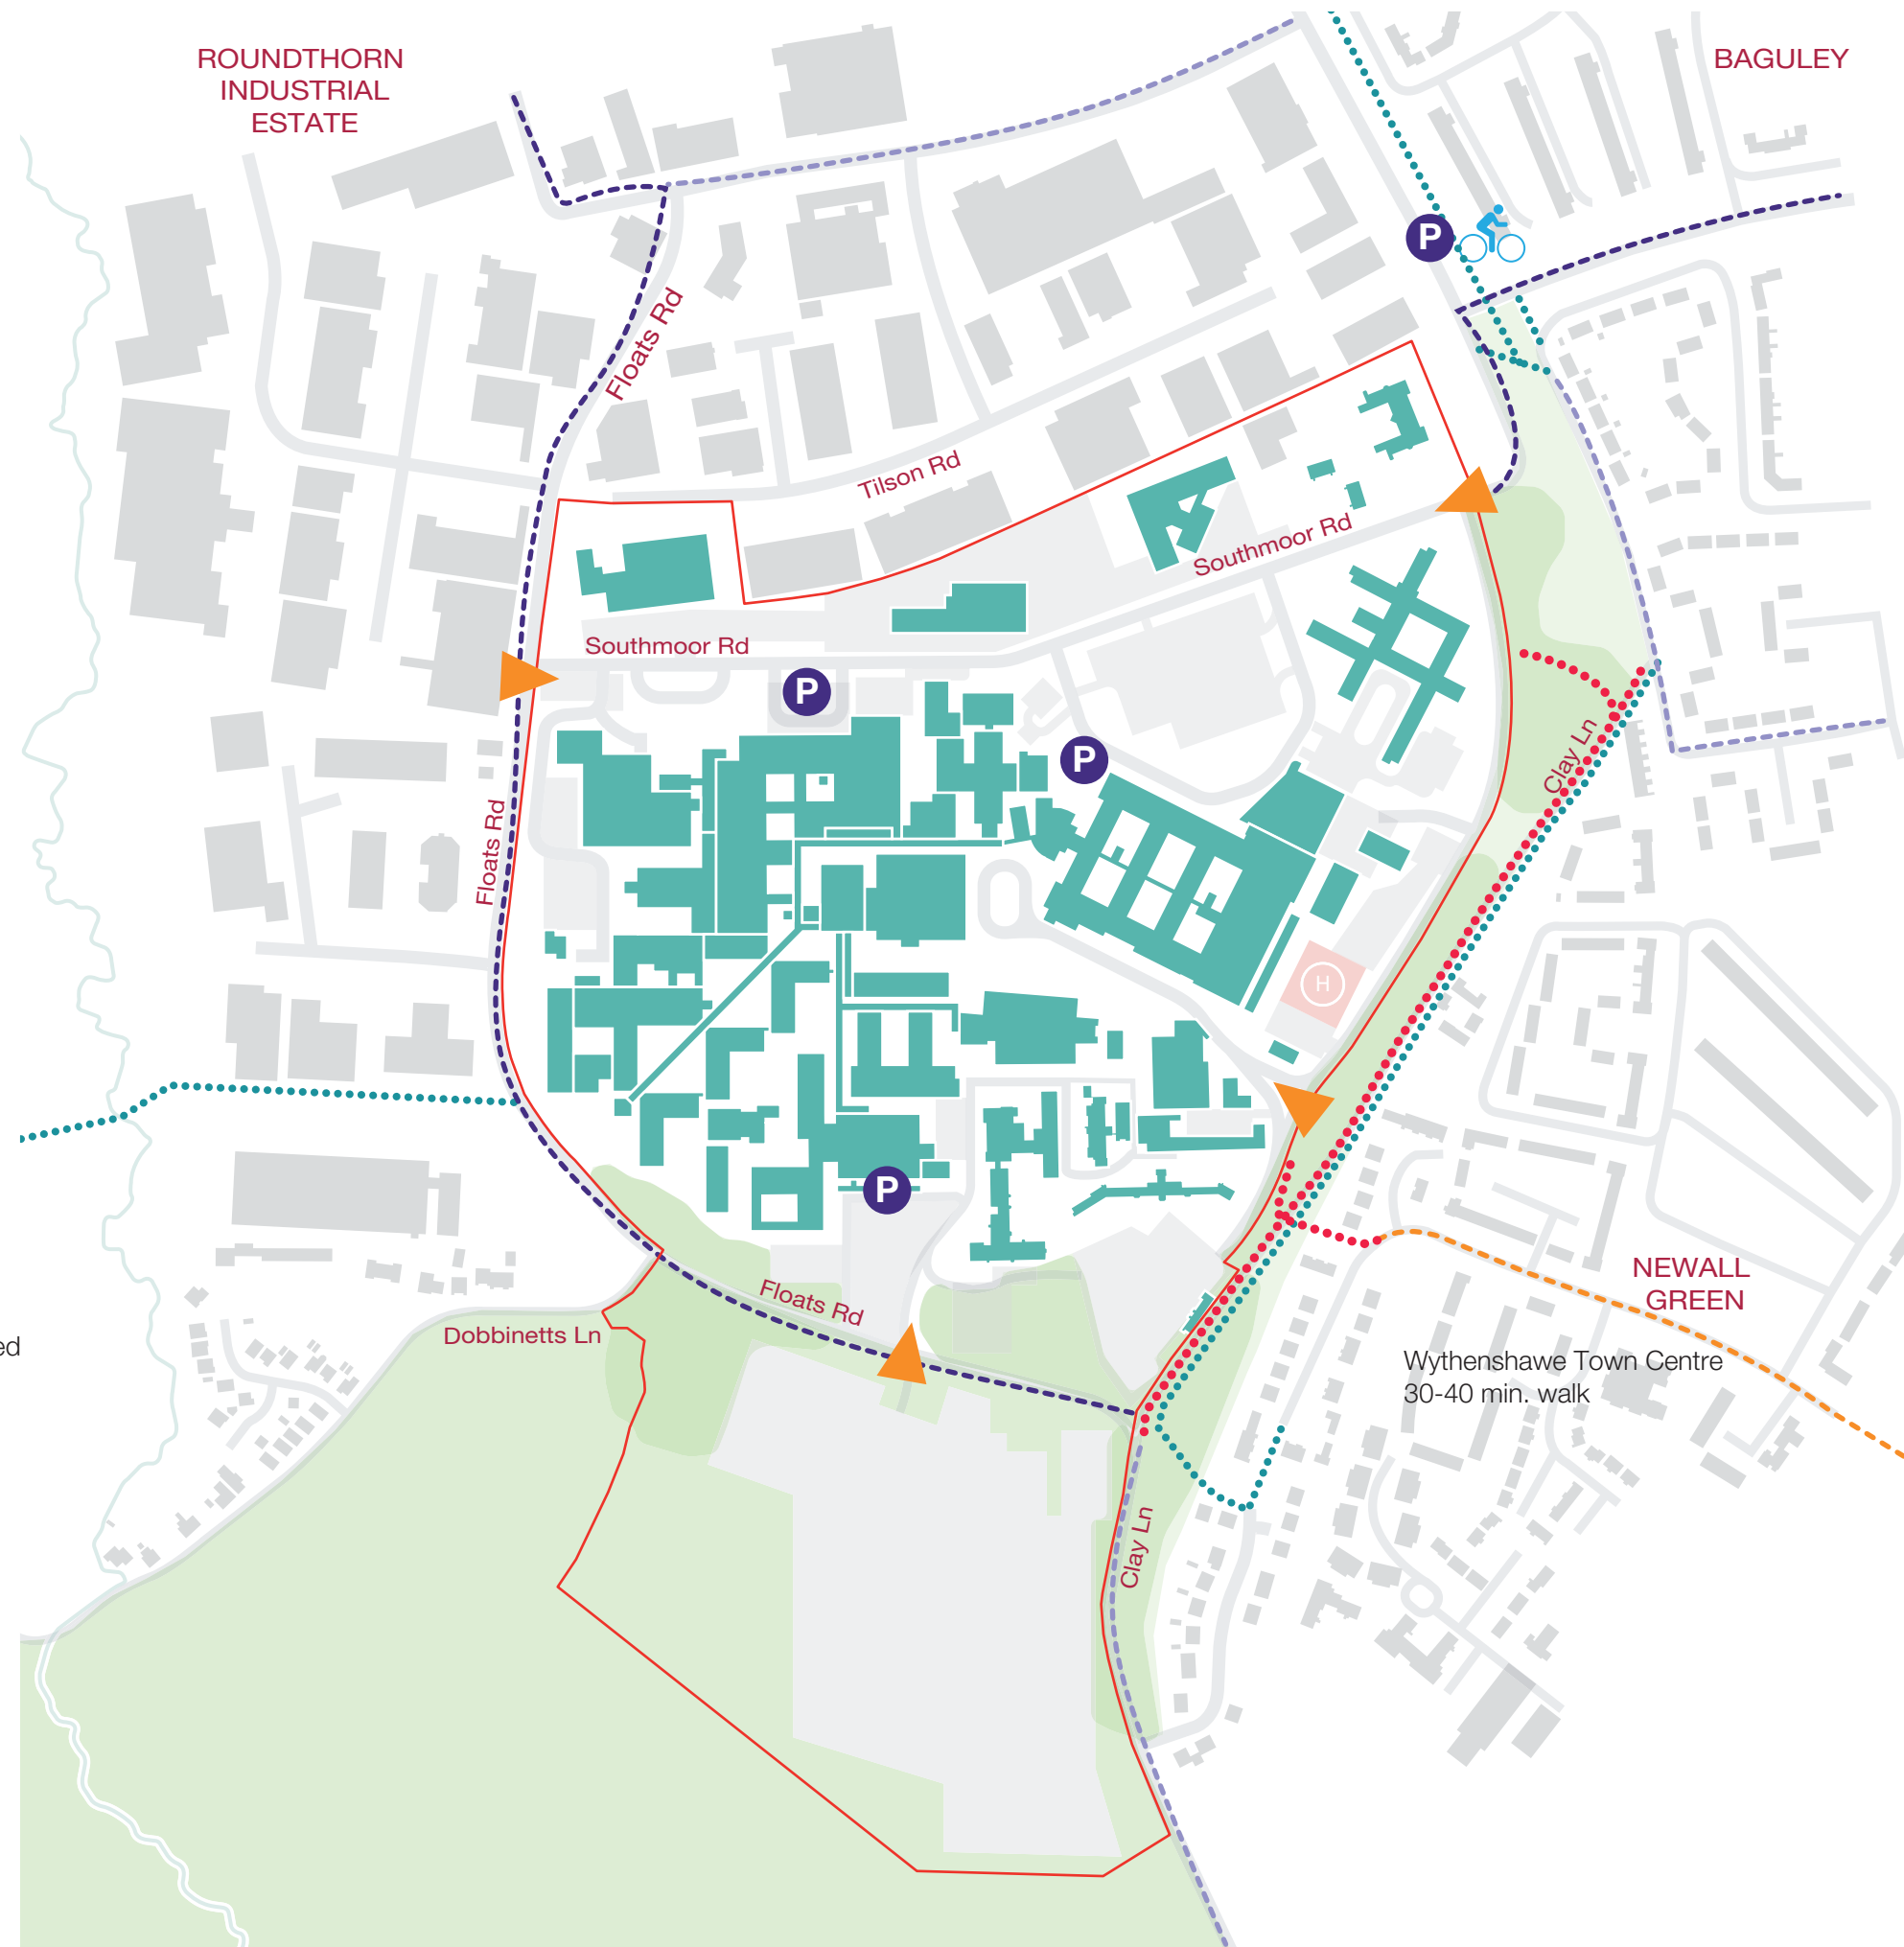 ROUNDTHORN
INDUSTRIAL
ESTATE
BAGULEY
P
Floats Rd
Tilson Rd
Southmoor Rd
Southmoor Rd
P
P
Clay Ln
Floats Rd
H
P
NEWALL
GREEN
Floats Rd
Dobbinetts Ln
ed
Wythenshawe Town Centre
30-40 min. walk
Clay Ln